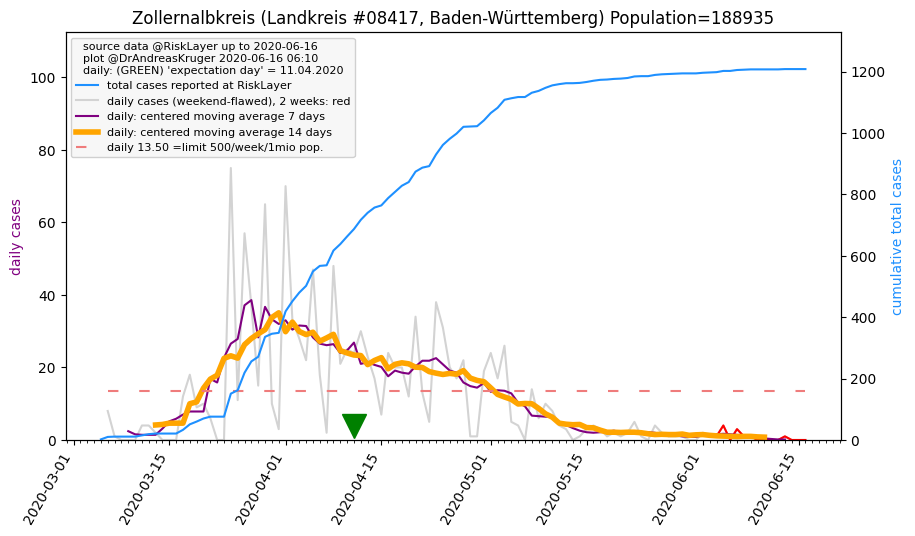 Zollernalbkreis (Landkreis #08417, Baden-Württemberg) Population=188935
source data @RiskLayer up to 2020-06-16
plot @DrAndreasKruger 2020-06-16 06:10
daily: (GREEN) 'expectation day' = 11.04.2020
total cases reported at RiskLayer
daily cases (weekend-flawed), 2 weeks: red
daily: centered moving average 7 days
daily: centered moving average 14 days
daily 13.50 =limit 500/week/1mio pop.
100
80
60
40
20
0
daily cases
1200
1000
800
600
400
200
0
cumulative total cases
2020-03-01
2020-03-15
2020-04-01
2020-04-15
2020-05-01
2020-05-15
2020-06-01
2020-06-15